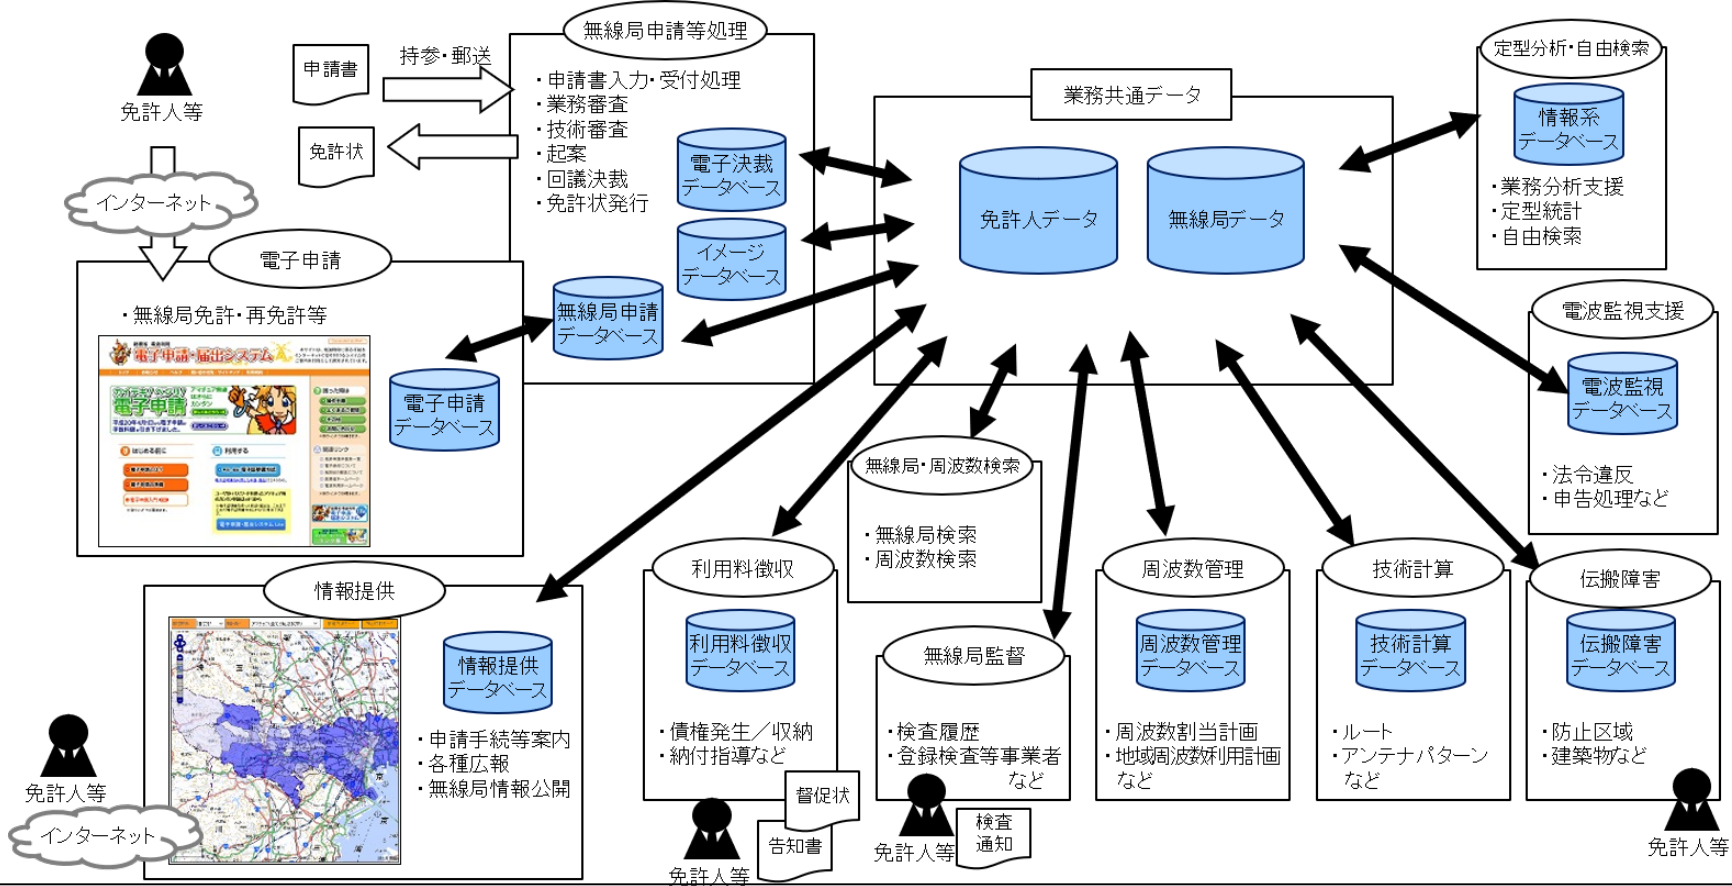 免許人等
申請書
持参・郵送
免許状
インターネット
無線局申請等処理
・申請書入力・受付処理
・業務審査
・技術審査
・起案
・回議決裁
・免許状発行
電子決裁
データベース
イメージ
データベース
無線局申請
データベース
電子申請
・無線局免許・再免許等
電子申請・届出システム
電子申請
はじめる前に
利用する
電子申請
データベース
業務共通データ
免許人データ
無線局データ
定型分析・自由検索
情報系
データベース
・業務分析支援
・定型統計
・自由検索
電波監視支援
電波監視
データベース
・法令違反
・申告処理など
無線局・周波数検索
・無線局検索
・周波数検索
情報提供
情報提供
データベース
・申請手続等案内
・各種広報
・無線局情報公開
免許人等
インターネット
利用料徴収
利用料徴収
データベース
・債権発生／収納
・納付指導など
督促状
告知書
免許人等
無線局監督
・検査履歴
・登録検査等事業者
など
免許人等
検査
通知
周波数管理
周波数管理
データベース
・周波数割当計画
・地域周波数利用計画
など
技術計算
技術計算
データベース
・ルート
・アンテナパターン
など
伝搬障害
伝搬障害
データベース
・防止区域
・建築物など
免許人等